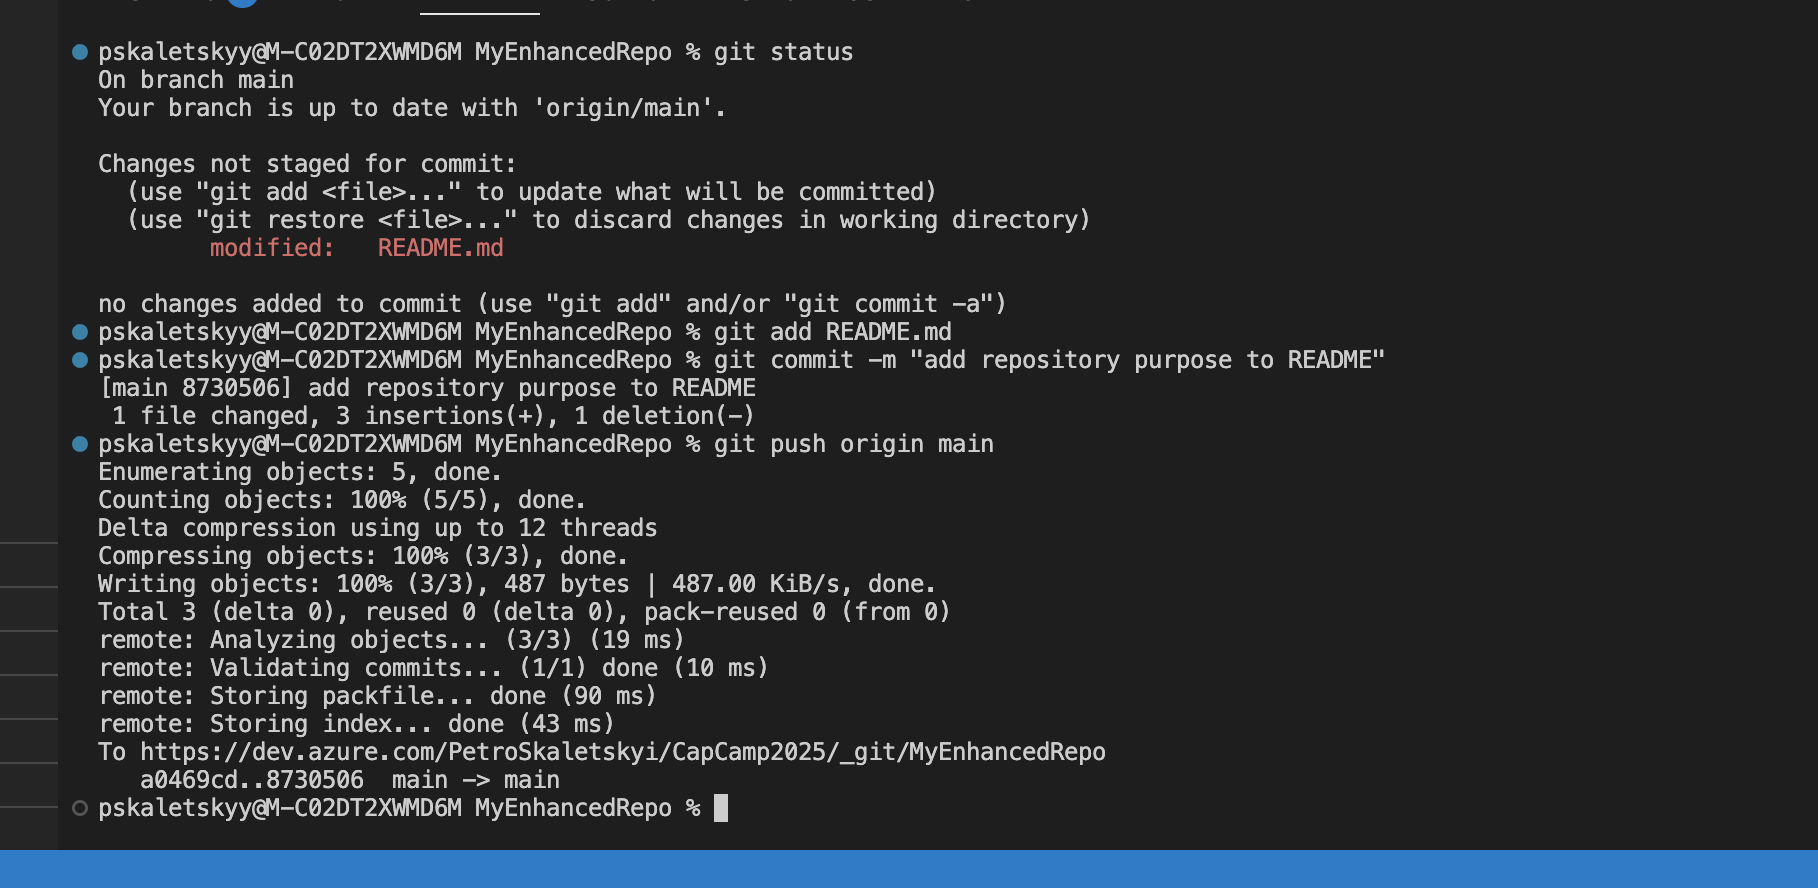 pskaletskyy@M-C02DT2XWMD6M MyEnhancedRepo % git status
On branch main
Your branch is up to date with 'origin/main'.

Changes not staged for commit:
  (use "git add <file>..." to update what will be committed)
  (use "git restore <file>..." to discard changes in working directory)
        modified:   README.md

no changes added to commit (use "git add" and/or "git commit -a")
pskaletskyy@M-C02DT2XWMD6M MyEnhancedRepo % git add README.md
pskaletskyy@M-C02DT2XWMD6M MyEnhancedRepo % git commit -m "add repository purpose to README"
[main 8730506] add repository purpose to README
 1 file changed, 3 insertions(+), 1 deletion(-)
pskaletskyy@M-C02DT2XWMD6M MyEnhancedRepo % git push origin main
Enumerating objects: 5, done.
Counting objects: 100% (5/5), done.
Delta compression using up to 12 threads
Compressing objects: 100% (3/3), done.
Writing objects: 100% (3/3), 487 bytes | 487.00 KiB/s, done.
Total 3 (delta 0), reused 0 (delta 0), pack-reused 0 (from 0)
remote: Analyzing objects... (3/3) (19 ms)
remote: Validating commits... (1/1) done (10 ms)
remote: Storing packfile... done (90 ms)
remote: Storing index... done (43 ms)
To https://dev.azure.com/PetroSkaletskyi/CapCamp2025/_git/MyEnhancedRepo
   a0469cd..8730506  main -> main
pskaletskyy@M-C02DT2XWMD6M MyEnhancedRepo %